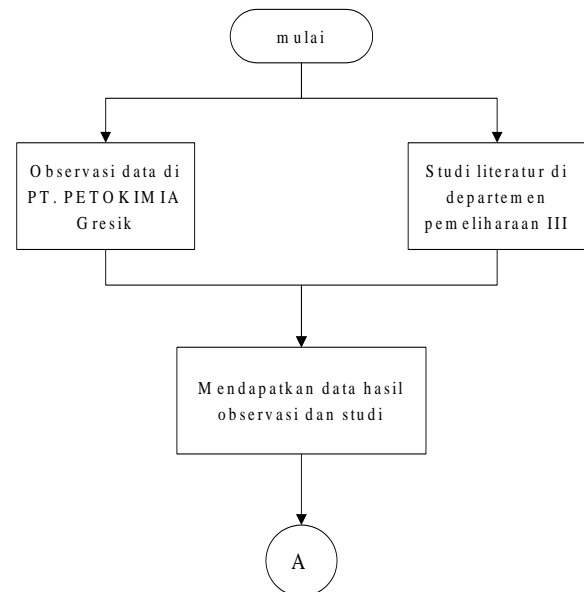 mulai
Observasi data di
PT. PETOKIMIA
Gresik
Studi literatur di
departemen
pemeliharaan III
Mendapatkan data hasil
observasi dan studi
A